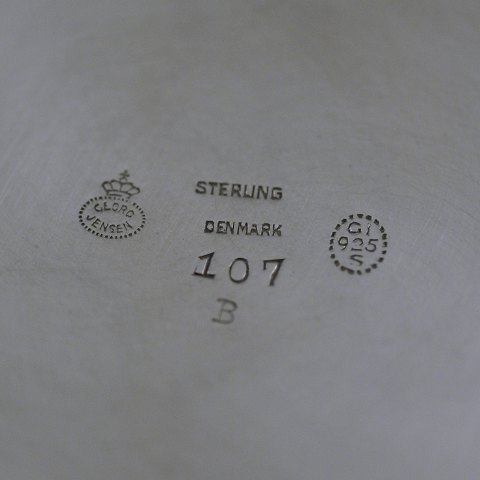 GEORG
JENSEN
STERLING
DENMARK
107
B
GI
925
S